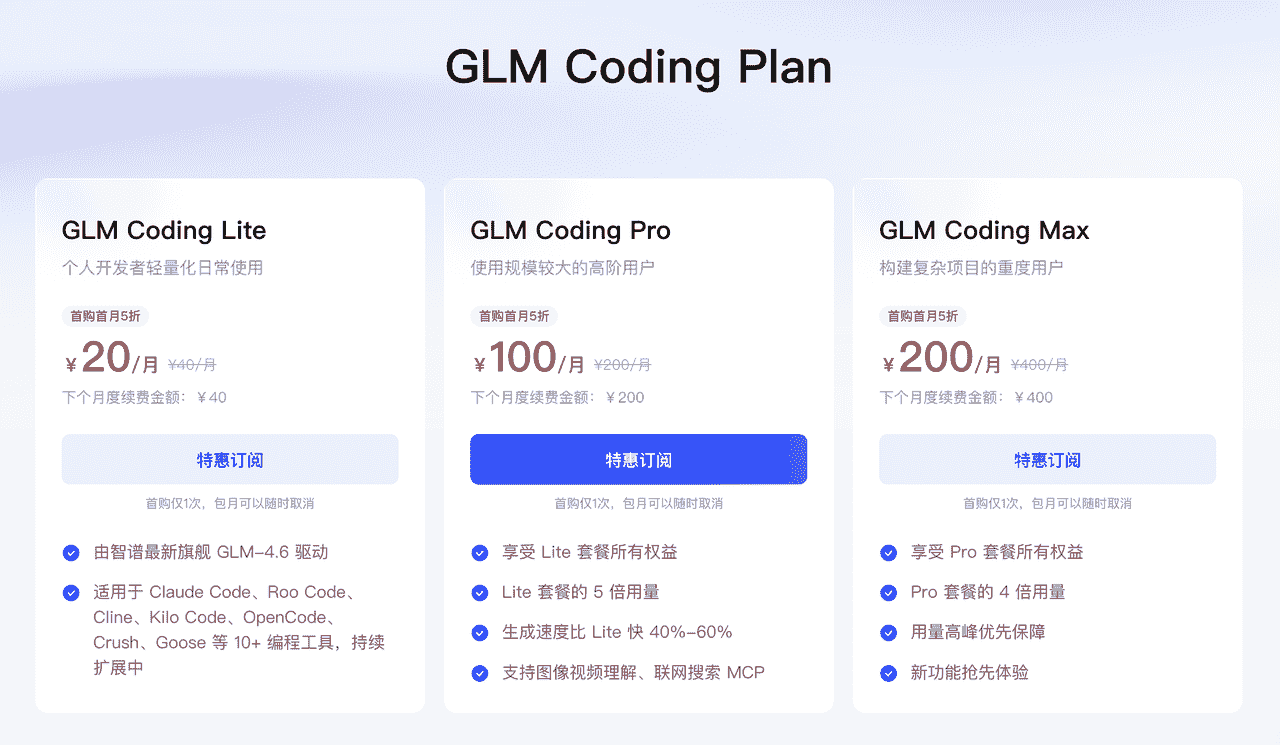 GLM Coding Plan
GLM Coding Lite
个人开发者轻量化日常使用
首购首月5折
￥20/月 ¥40/月
下个月度续费金额：￥40
特惠订阅
首购仅1次，包月可以随时取消
由智谱最新旗舰 GLM-4.6 驱动
适用于 Claude Code、Roo Code、
Cline、Kilo Code、OpenCode、
Crush、Goose 等 10+ 编程工具，持续
扩展中
GLM Coding Pro
使用规模较大的高阶用户
首购首月5折
￥100/月 ¥200/月
下个月度续费金额：￥200
特惠订阅
首购仅1次，包月可以随时取消
享受 Lite 套餐所有权益
Lite 套餐的 5 倍用量
生成速度比 Lite 快 40%-60%
支持图像视频理解、联网搜索 MCP
GLM Coding Max
构建复杂项目的重度用户
首购首月5折
￥200/月 ¥400/月
下个月度续费金额：￥400
特惠订阅
首购仅1次，包月可以随时取消
享受 Pro 套餐所有权益
Pro 套餐的 4 倍用量
用量高峰优先保障
新功能抢先体验